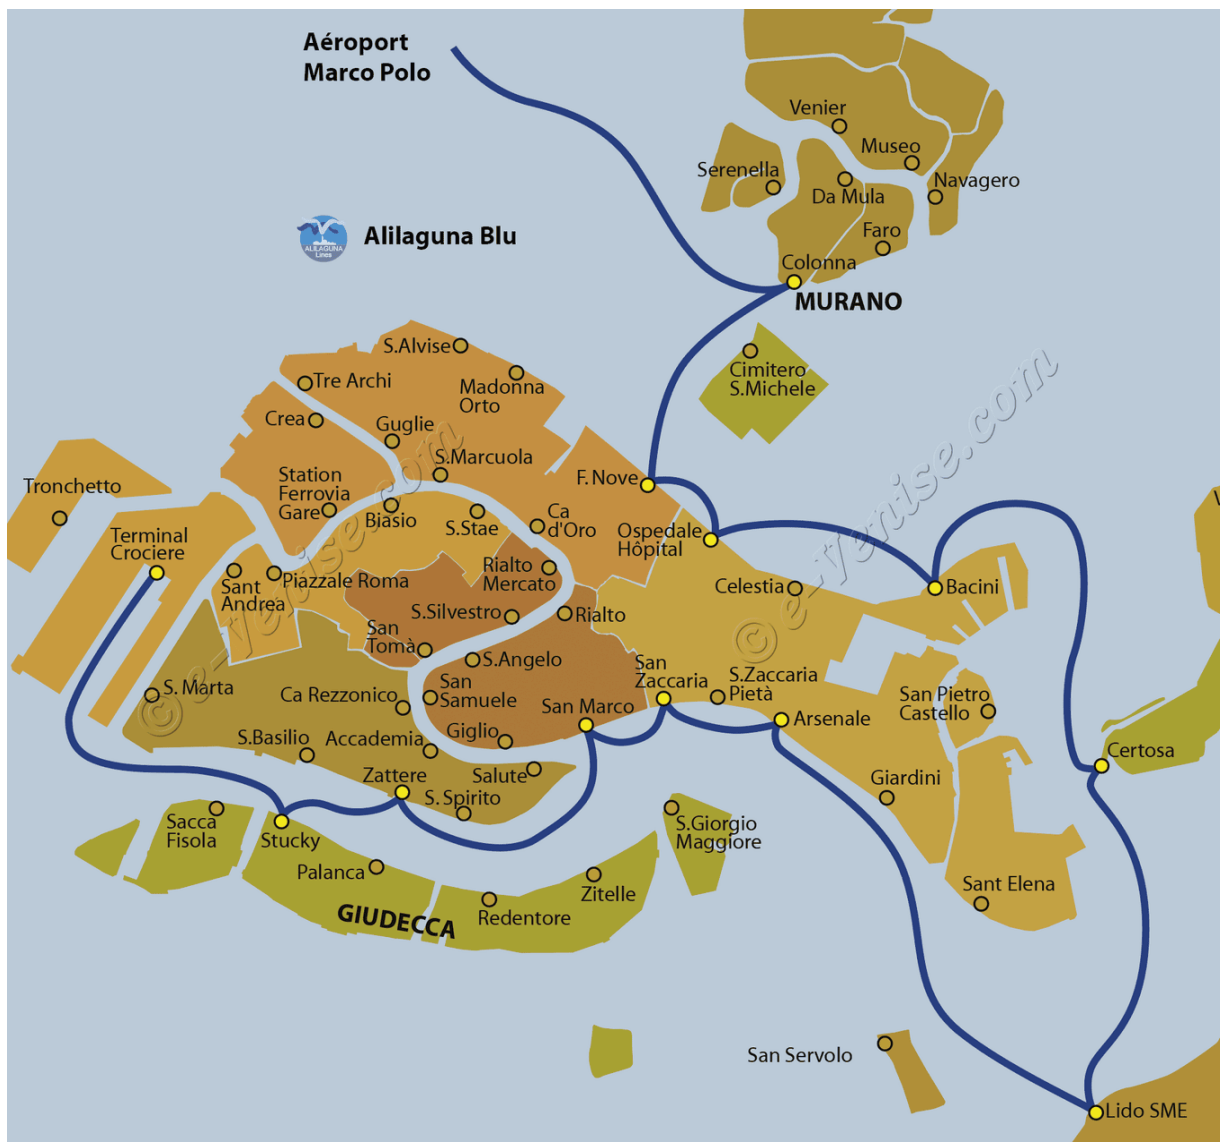 Aéroport
Marco Polo
Venier
Museo
Serenella
Navagero
Da Mula
ALILAGUNA
Lines
Alilaguna Blu
Faro
Colonna
MURANO
S.Alvise
Tre Archi
Madonna
Orto
Cimitero
S.Michele
Crea
Guglie
S.Marcuola
Station
Ferrovia
Gare
F. Nove
Tronchetto
Biasio
S.Stae
Ca
d'Oro
Terminal
Crociere
Ospedale
Hôpital
Rialto
Mercato
Sant
Andrea
Piazzale Roma
Celestia
Bacini
S.Silvestro
Rialto
San
Tomà
S.Angelo
San
Zaccaria
S.Zaccaria
Pietà
S. Marta
Ca Rezzonico
San
Samuele
San Marco
Arsenale
San Pietro
Castello
S.Basilio
Accademia
Giglio
Certosa
Zattere
Salute
Giardini
S. Spirito
Sacca
Fisola
Stucky
S.Giorgio
Maggiore
Palanca
Zitelle
Sant Elena
GIUDECCA
Redentore
San Servolo
Lido SME
© e-venise.com
© e-venise.com